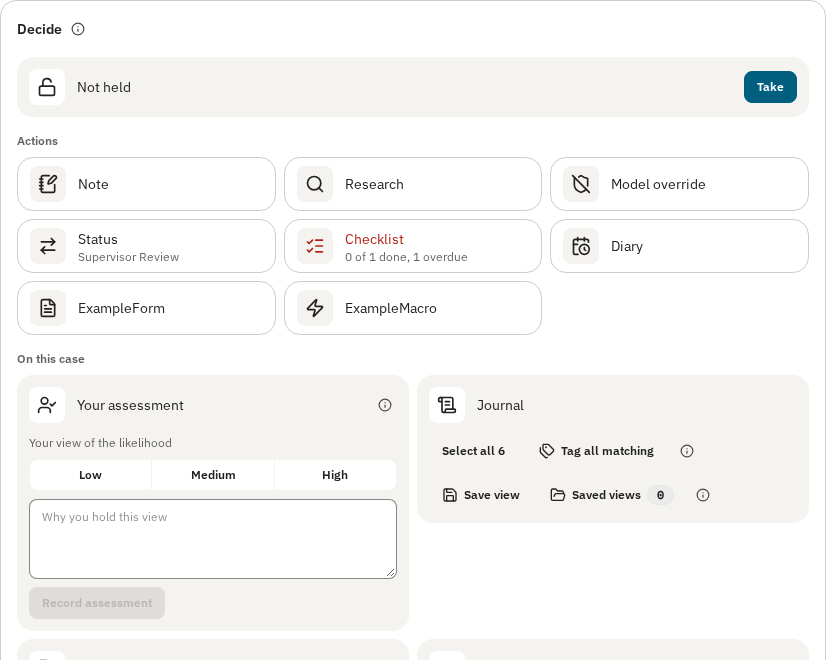 Decide
Not held
Take
Actions
Note
Research
Model override
Status
Supervisor Review
Checklist
0 of 1 done, 1 overdue
Diary
ExampleForm
ExampleMacro
On this case
Your assessment
Your view of the likelihood
Low
Medium
High
Why you hold this view
Record assessment
Journal
Select all 6
Tag all matching
Save view
Saved views
0